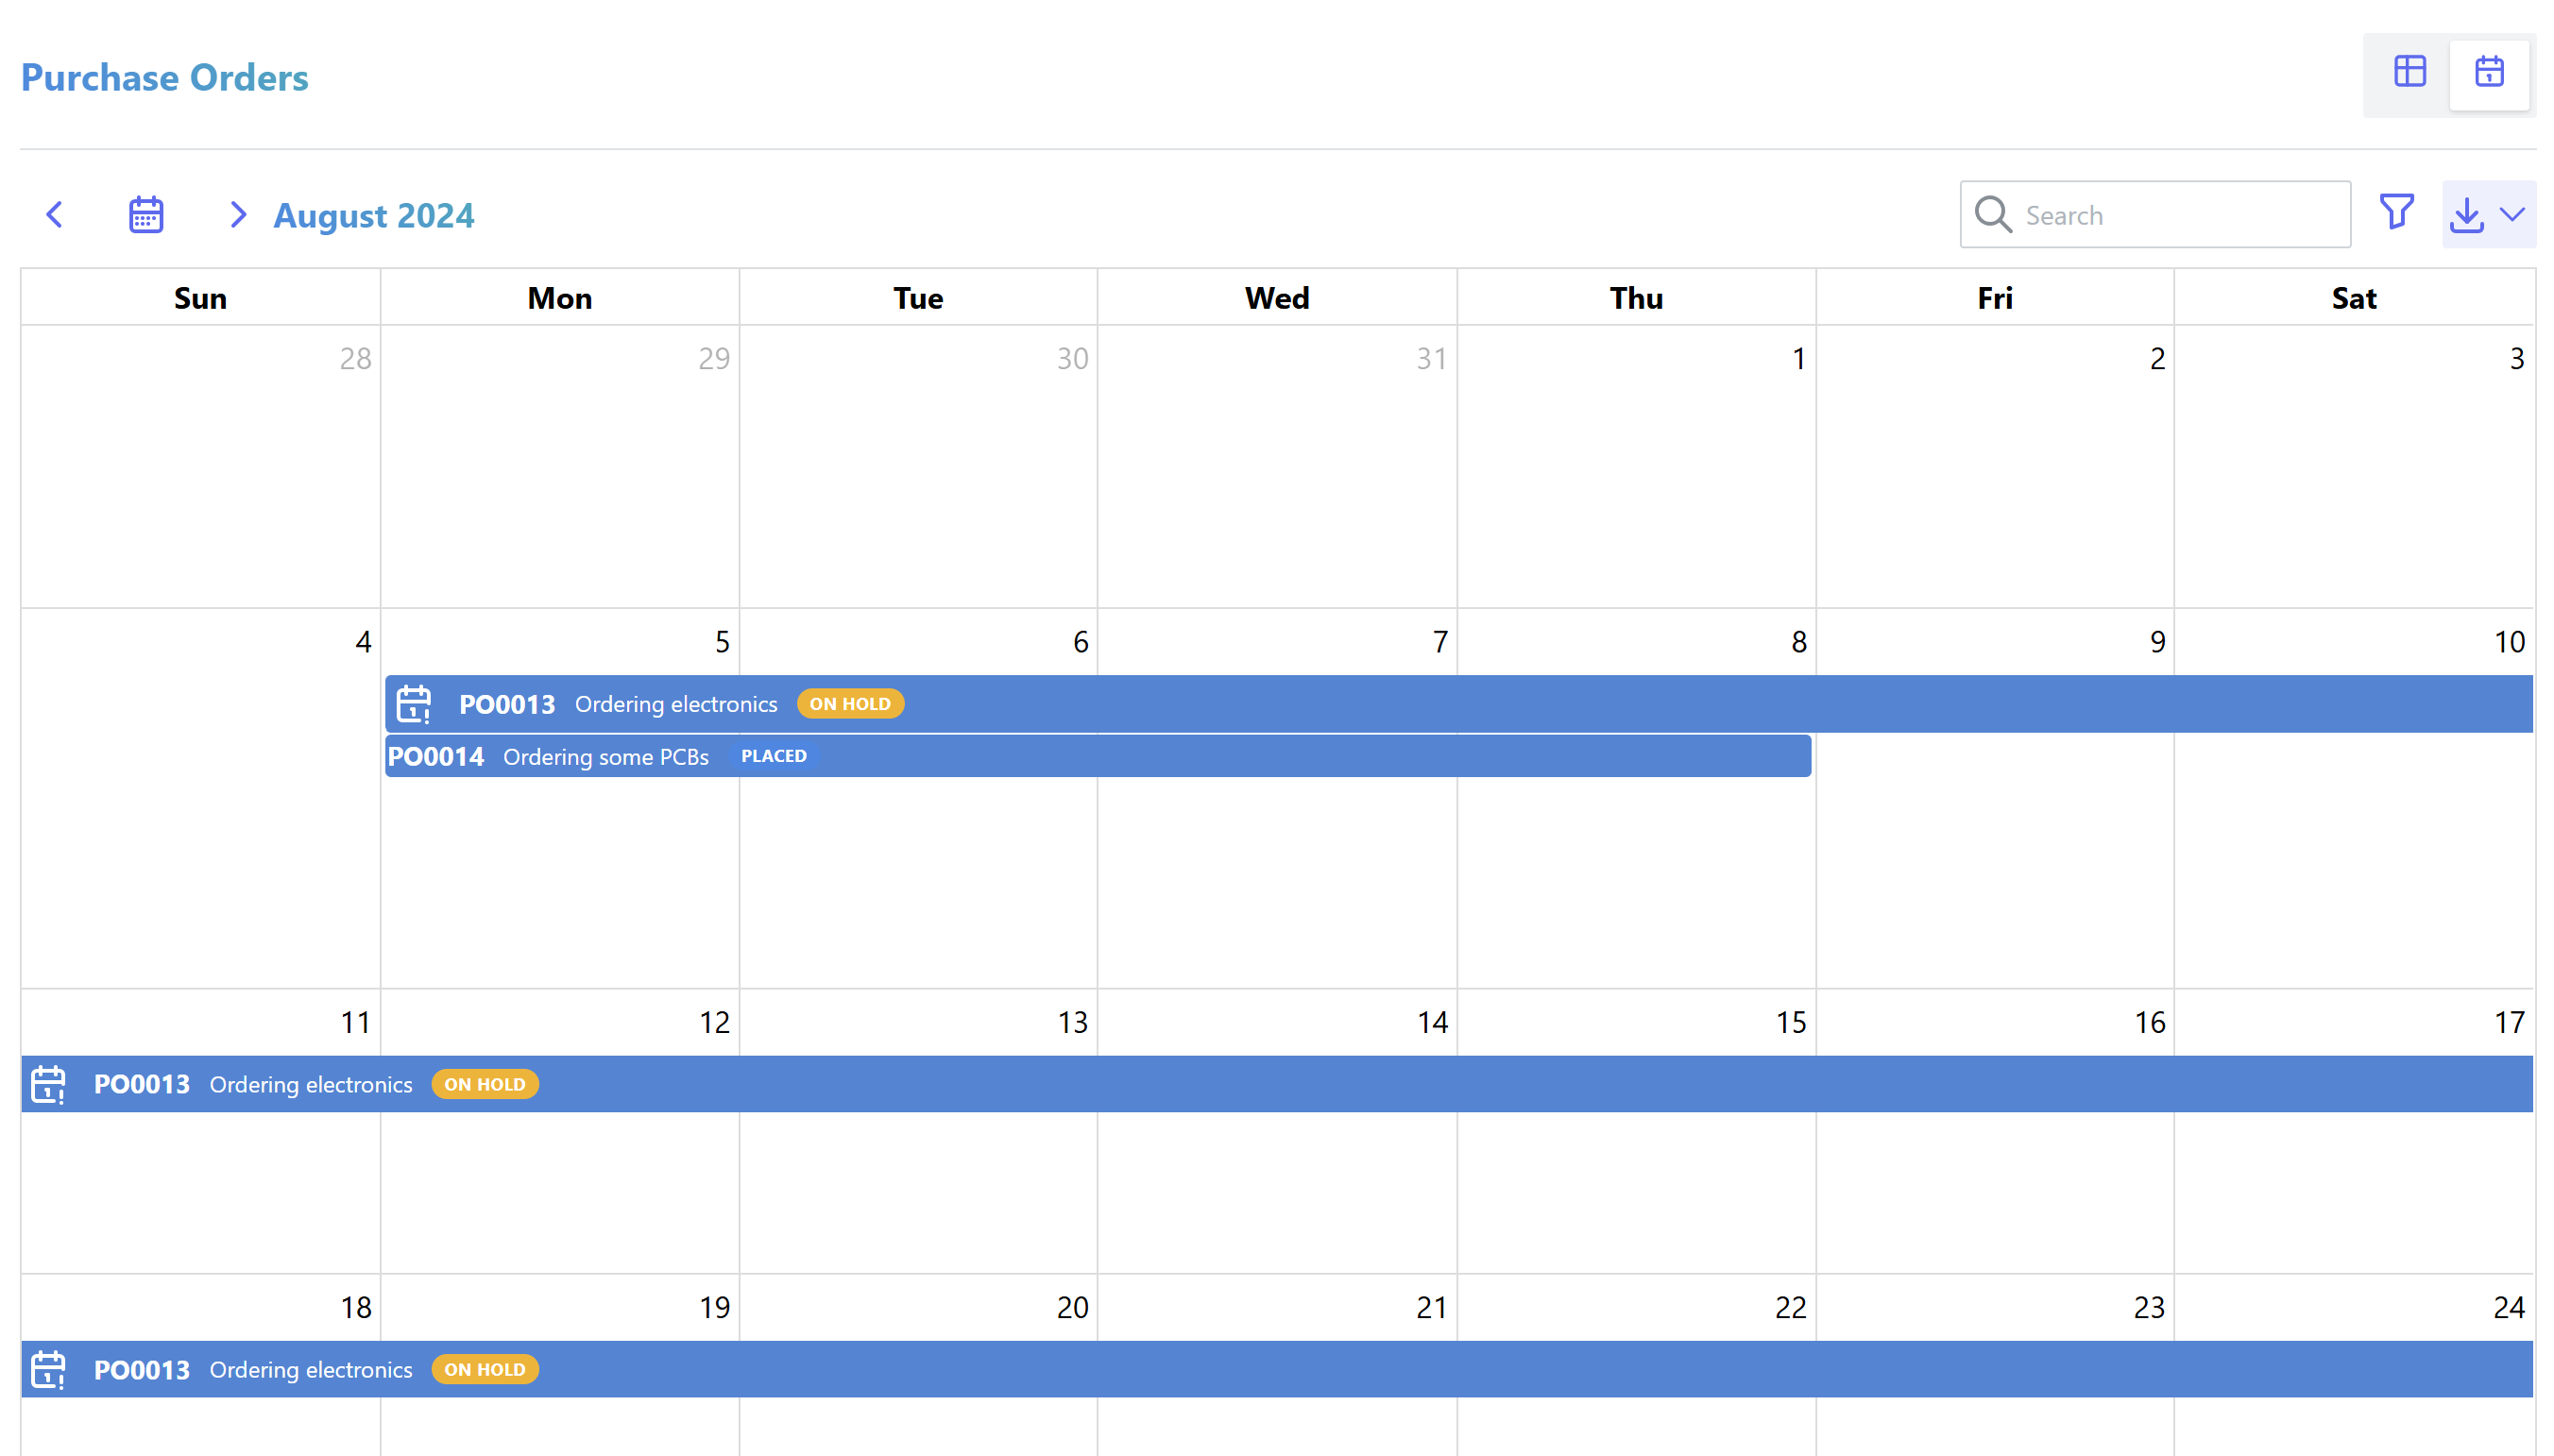 Purchase Orders
August 2024
Search
Sun Mon Tue Wed Thu Fri Sat
28 29 30 31 1 2 3
4 5 6 7 8 9 10
PO0013 Ordering electronics ON HOLD
PO0014 Ordering some PCBs PLACED
11 12 13 14 15 16 17
PO0013 Ordering electronics ON HOLD
18 19 20 21 22 23 24
PO0013 Ordering electronics ON HOLD